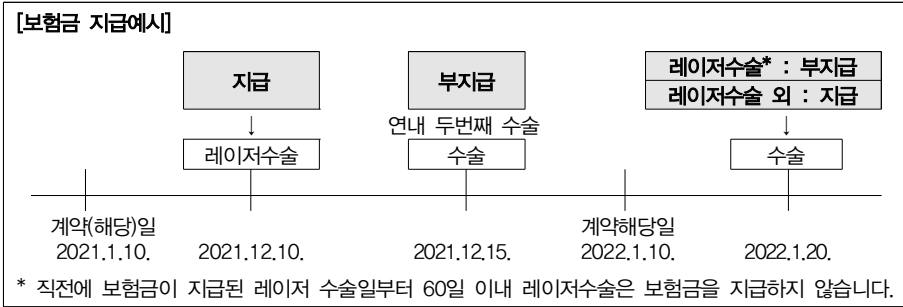 [보험금 지급예시]
지급
부지급
레이저수술* : 부지급
레이저수술 외 : 지급
↓
연내 두번째 수술
↓
레이저수술
수술
수술
계약(해당)일
계약해당일
2021.1.10.
2021.12.10.
2021.12.15.
2022.1.10.
2022.1.20.
* 직전에 보험금이 지급된 레이저 수술일부터 60일 이내 레이저수술은 보험금을 지급하지 않습니다.